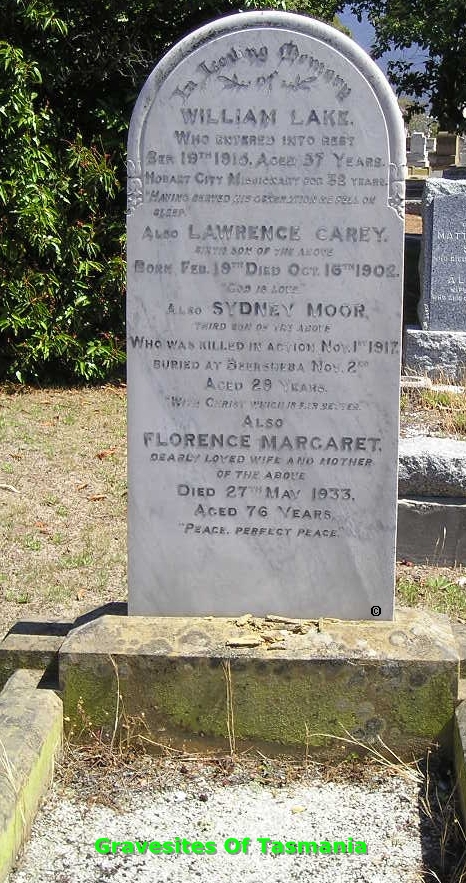 In Loving Memory
of
WILLIAM LAKE.
WHO ENTERED INTO REST
SEP 19TH 1915. AGED 57 YEARS.
HOBART CITY MISSIONARY FOR 32 YEARS.
"HAVING SERVED HIS GENERATION HE FELL ON
SLEEP."
ALSO LAWRENCE CAREY.
SIXTH SON OF THE ABOVE
BORN FEB. 19TH DIED OCT. 16TH 1902.
"GOD IS LOVE."
ALSO SYDNEY MOOR,
THIRD SON OF THE ABOVE
WHO WAS KILLED IN ACTION NOV. 1ST 1917.
BURIED AT BEERSHEBA NOV. 2ND
AGED 29 YEARS.
"WITH CHRIST WHICH IS FAR BETTER."
ALSO
FLORENCE MARGARET,
DEARLY LOVED WIFE AND MOTHER
OF THE ABOVE
DIED 27TH MAY 1933,
AGED 76 YEARS.
"PEACE, PERFECT PEACE."
©
MATT
AL
Gravesites Of Tasmania